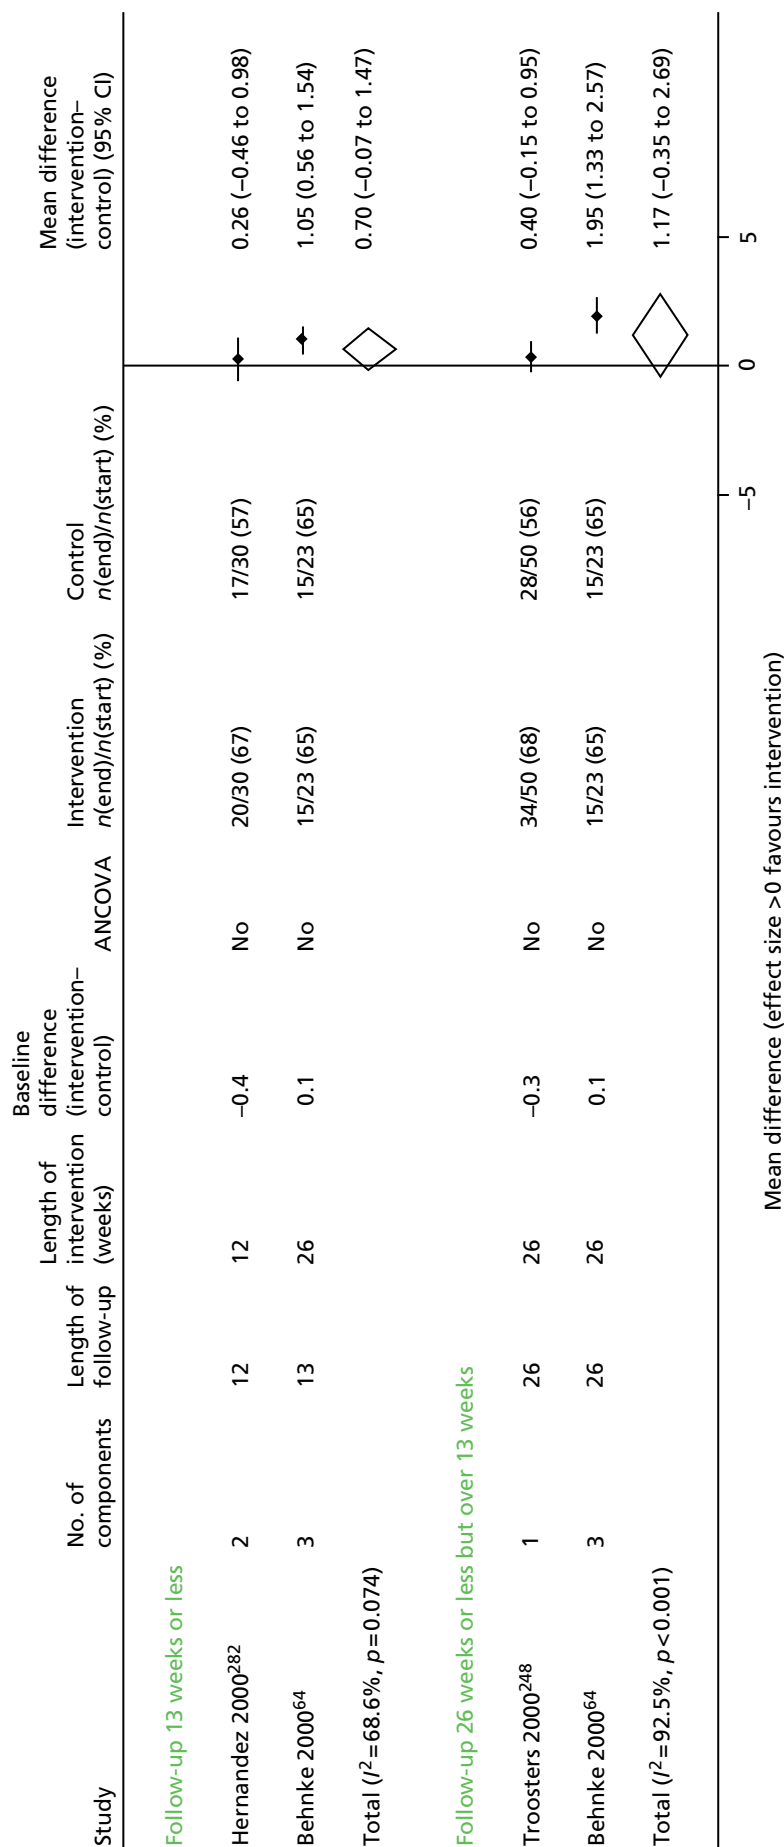 Study No. of components Length of follow-up Length of intervention (weeks) Baseline difference (intervention–control) ANCOVA Intervention n(end)/n(start) (%) Control n(end)/n(start) (%) Mean difference (intervention–control) (95% CI)
Follow-up 13 weeks or less
Hernandez 2000282 2 12 12 –0.4 No 20/30 (67) 17/30 (57) 0.26 (–0.46 to 0.98)
Behnke 200064 3 13 26 0.1 No 15/23 (65) 15/23 (65) 1.05 (0.56 to 1.54)
Total (I2=68.6%, p=0.074) 0.70 (–0.07 to 1.47)
Follow-up 26 weeks or less but over 13 weeks
Troosters 2000248 1 26 26 –0.3 No 34/50 (68) 28/50 (56) 0.40 (–0.15 to 0.95)
Behnke 200064 3 26 26 0.1 No 15/23 (65) 15/23 (65) 1.95 (1.33 to 2.57)
Total (I2=92.5%, p<0.001) 1.17 (–0.35 to 2.69)
–5 0 5
Mean difference (effect size >0 favours intervention)